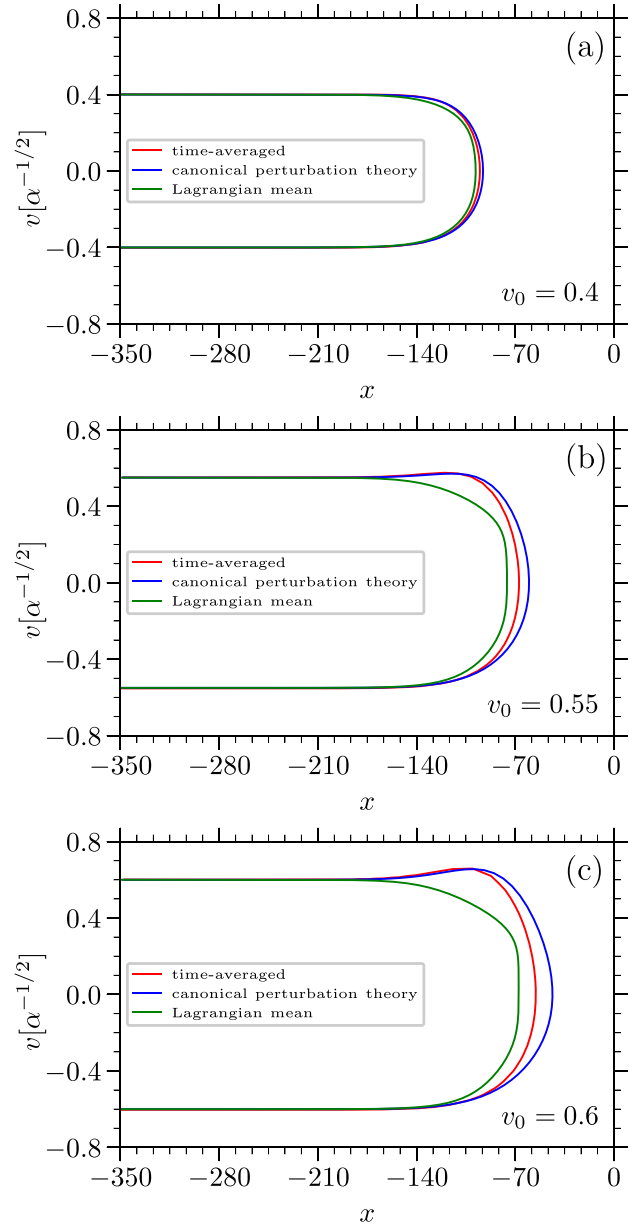 (a)
0.8
0.4
0.0
−0.4
−0.8
v[α^{−1/2}]
time-averaged
canonical perturbation theory
Lagrangian mean
v_0 = 0.4
−350 −280 −210 −140 −70 0
x
(b)
0.8
0.4
0.0
−0.4
−0.8
v[α^{−1/2}]
time-averaged
canonical perturbation theory
Lagrangian mean
v_0 = 0.55
−350 −280 −210 −140 −70 0
x
(c)
0.8
0.4
0.0
−0.4
−0.8
v[α^{−1/2}]
time-averaged
canonical perturbation theory
Lagrangian mean
v_0 = 0.6
−350 −280 −210 −140 −70 0
x